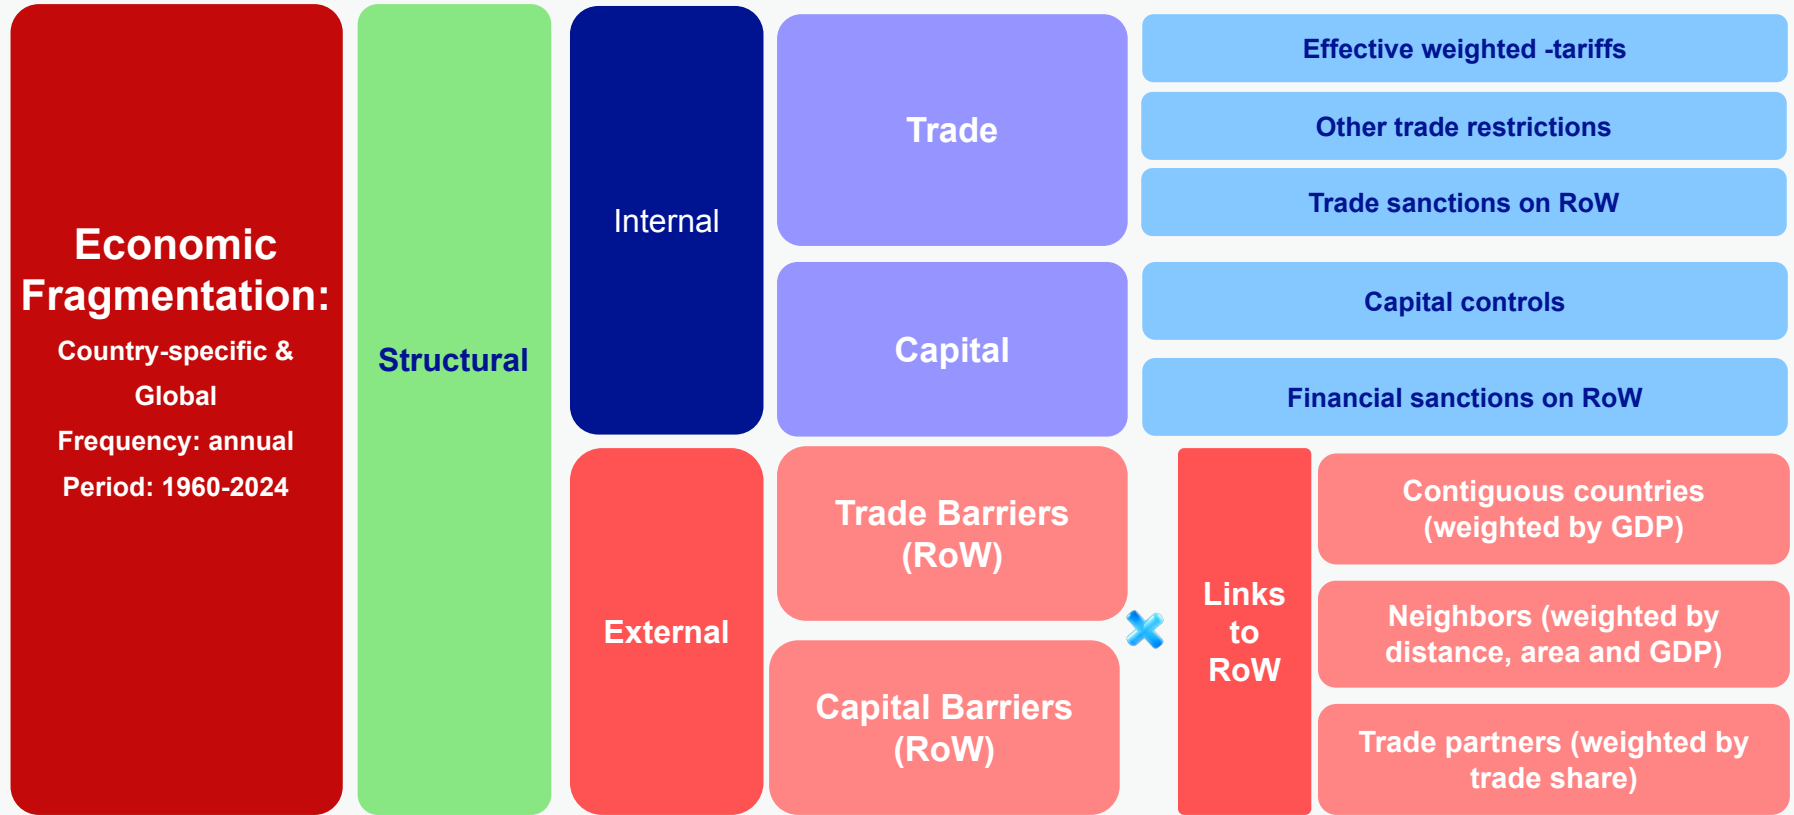 Economic
Fragmentation:
Country-specific &
Global
Frequency: annual
Period: 1960-2024
Structural
Internal
Trade
Effective weighted -tariffs
Other trade restrictions
Trade sanctions on RoW
Capital
Capital controls
Financial sanctions on RoW
External
Trade Barriers
(RoW)
Capital Barriers
(RoW)
Links
to
RoW
Contiguous countries
(weighted by GDP)
Neighbors (weighted by
distance, area and GDP)
Trade partners (weighted by
trade share)